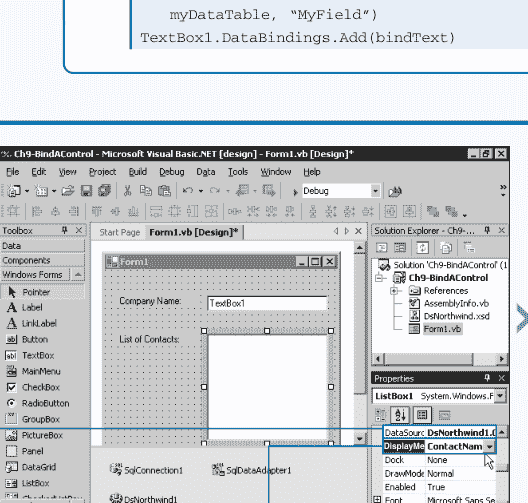 myDataTable, “MyField”)
TextBox1.DataBindings.Add(bindText)
Ch9-BindAControl - Microsoft Visual Basic.NET [design] - Form1.vb [Design]*
File Edit View Project Build Debug Data Tools Window Help
Debug
Toolbox
Data
Components
Windows Forms
Pointer
Label
LinkLabel
Button
TextBox
MainMenu
CheckBox
RadioButton
GroupBox
PictureBox
Panel
DataGrid
ListBox
Start Page Form1.vb [Design]*
Form1
Company Name: TextBox1
List of Contacts:
SqlConnection1 SqlDataAdapter1
DsNorthwind1
Solution Explorer - Ch9-...
Solution 'Ch9-BindAControl' (1
Ch9-BindAControl
References
AssemblyInfo.vb
DsNorthwind.xsd
Form1.vb
Properties
ListBox1 System.Windows.F
DataSourc DsNorthwind1.C
DisplayMe ContactNam
Dock None
DrawMode Normal
Enabled True
Font Microsoft Sans Se